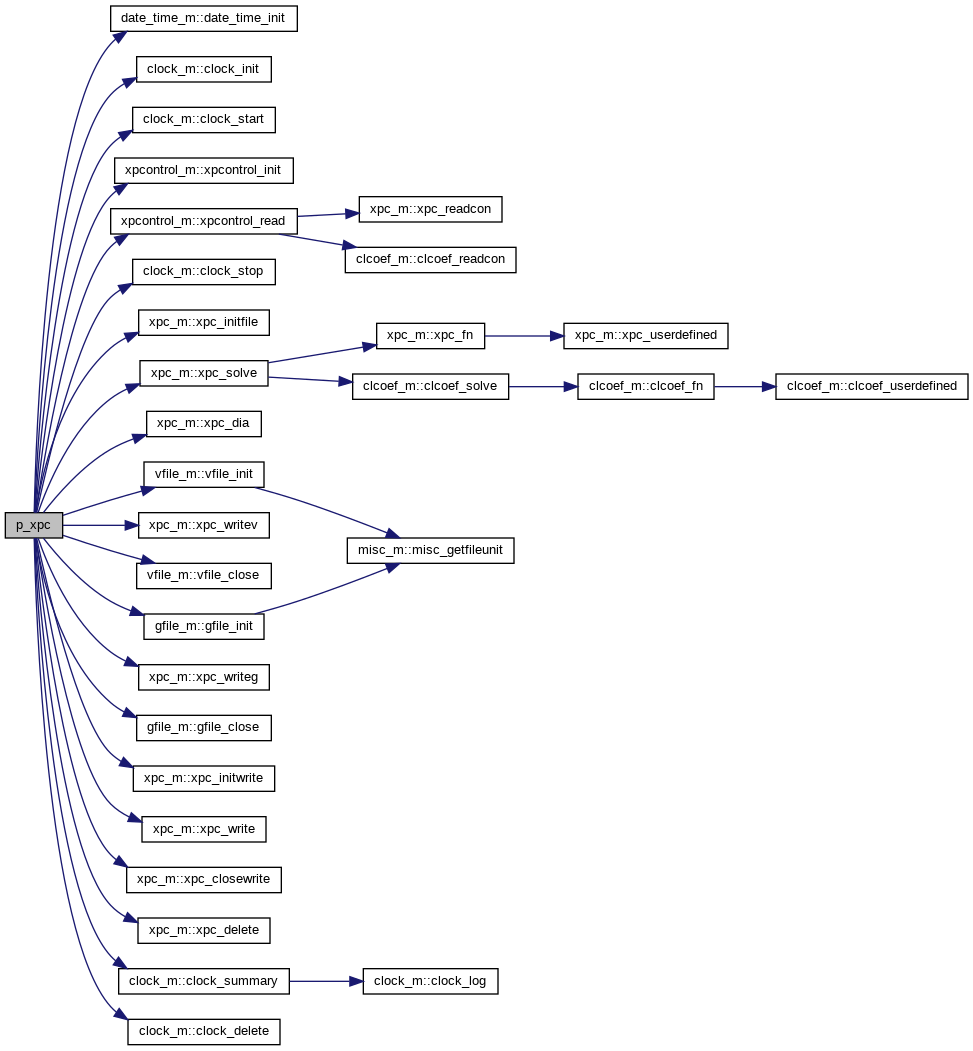 date_time_m::date_time_init
clock_m::clock_init
clock_m::clock_start
xpcontrol_m::xpcontrol_init
xpcontrol_m::xpcontrol_read
xpc_m::xpc_readcon
clcoef_m::clcoef_readcon
clock_m::clock_stop
xpc_m::xpc_initfile
xpc_m::xpc_fn
xpc_m::xpc_userdefined
xpc_m::xpc_solve
clcoef_m::clcoef_solve
clcoef_m::clcoef_fn
clcoef_m::clcoef_userdefined
xpc_m::xpc_dia
vfile_m::vfile_init
p_xpc
xpc_m::xpc_writev
misc_m::misc_getfileunit
vfile_m::vfile_close
gfile_m::gfile_init
xpc_m::xpc_writeg
gfile_m::gfile_close
xpc_m::xpc_initwrite
xpc_m::xpc_write
xpc_m::xpc_closewrite
xpc_m::xpc_delete
clock_m::clock_summary
clock_m::clock_log
clock_m::clock_delete